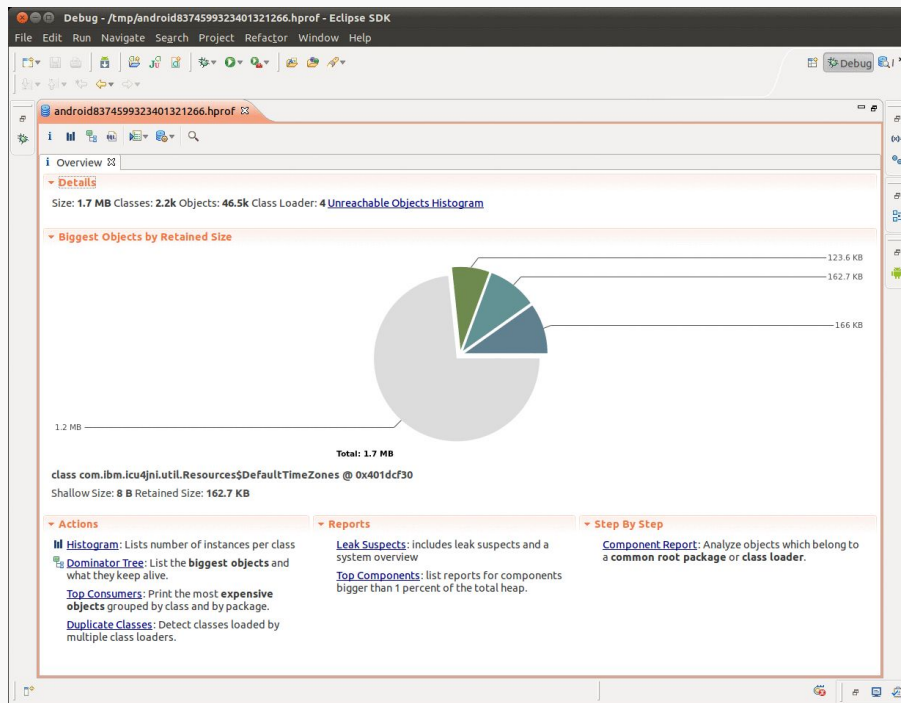 Debug - /tmp/android8374599323401321266.hprof - Eclipse SDK
File Edit Run Navigate Search Project Refactor Window Help
Debug
android8374599323401321266.hprof
i
i Overview
Details
Size: 1.7 MB Classes: 2.2k Objects: 46.5k Class Loader: 4 Unreachable Objects Histogram
Biggest Objects by Retained Size
123.6 KB
162.7 KB
166 KB
1.2 MB
Total: 1.7 MB
class com.ibm.icu4jni.util.Resources$DefaultTimeZones @ 0x401dcf30
Shallow Size: 8 B Retained Size: 162.7 KB
Actions
Histogram: Lists number of instances per class
Dominator Tree: List the biggest objects and
what they keep alive.
Top Consumers: Print the most expensive
objects grouped by class and by package.
Duplicate Classes: Detect classes loaded by
multiple class loaders.
Reports
Leak Suspects: includes leak suspects and a
system overview
Top Components: list reports for components
bigger than 1 percent of the total heap.
Step By Step
Component Report: Analyze objects which belong to
a common root package or class loader.